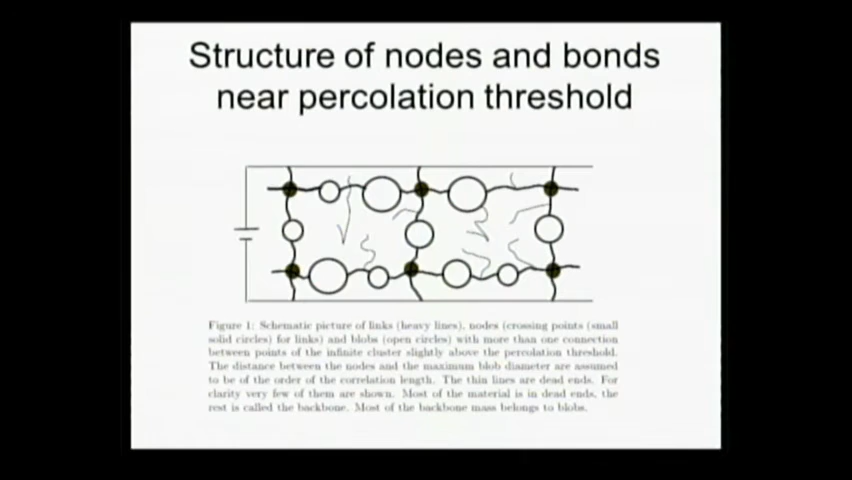 Structure of nodes and bonds
near percolation threshold
Figure 1: Schematic picture of links (heavy lines), nodes (crossing points (small
solid circles) for links) and blobs (open circles) with more than one connection
between points of the infinite cluster slightly above the percolation threshold.
The distance between the nodes and the maximum blob diameter are assumed
to be of the order of the correlation length. The thin lines are dead ends. For
clarity very few of them are shown. Most of the material is in dead ends, the
rest is called the backbone. Most of the backbone mass belongs to blobs.